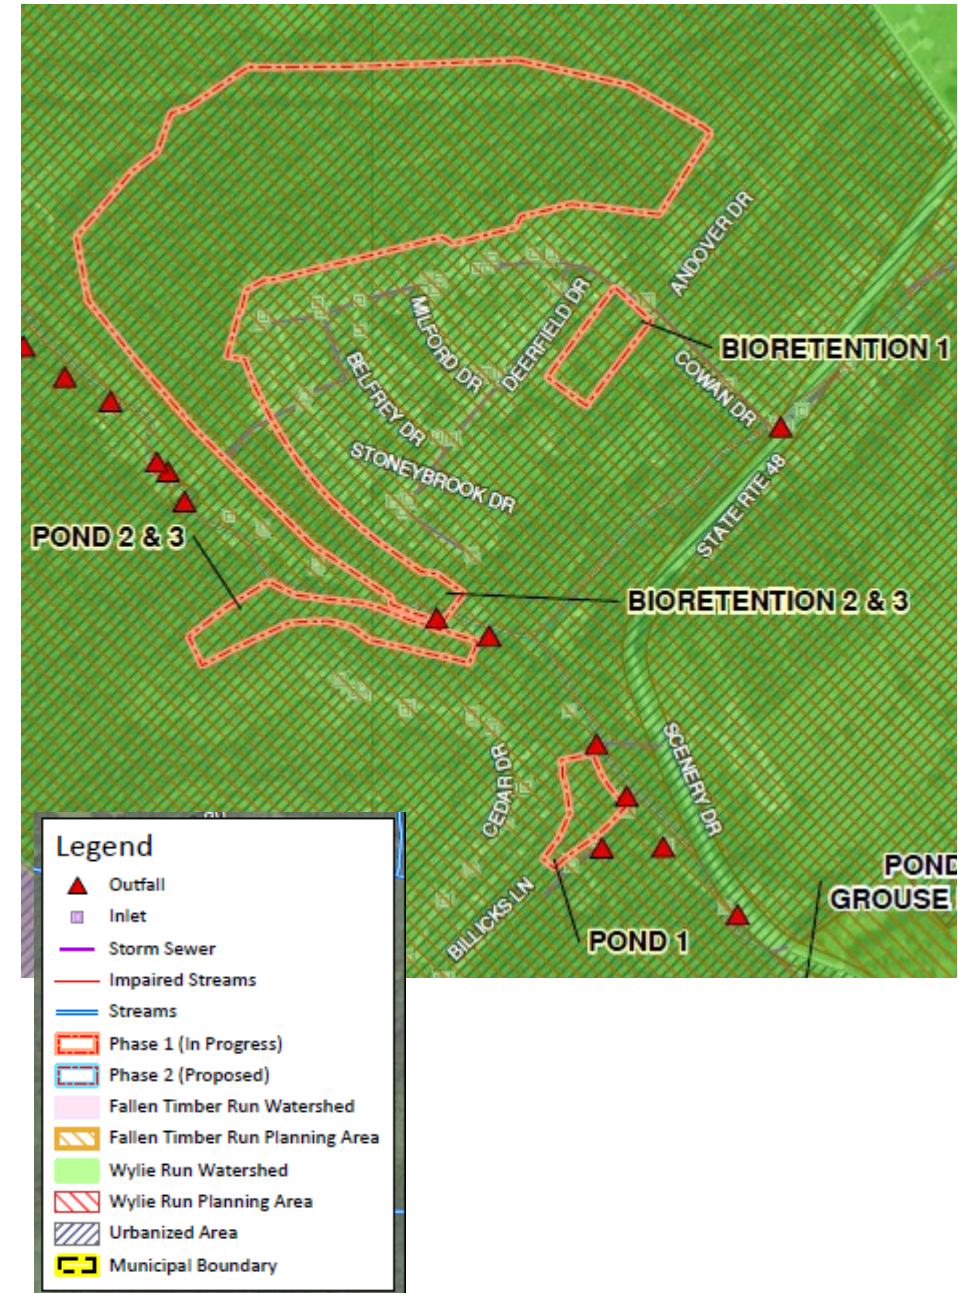 ANDOVER DR
MILFORD DR
DEERFIELD DR
BIORETENTION 1
BELFREY DR
COWAN DR
STONEYBROOK DR
STATE RTE 48
POND 2 & 3
BIORETENTION 2 & 3
CEDAR DR
SCENERY DR
POND
GROUSE
BILLICKS LN
POND 1
Legend
Outfall
Inlet
Storm Sewer
Impaired Streams
Streams
Phase 1 (In Progress)
Phase 2 (Proposed)
Fallen Timber Run Watershed
Fallen Timber Run Planning Area
Wylie Run Watershed
Wylie Run Planning Area
Urbanized Area
Municipal Boundary